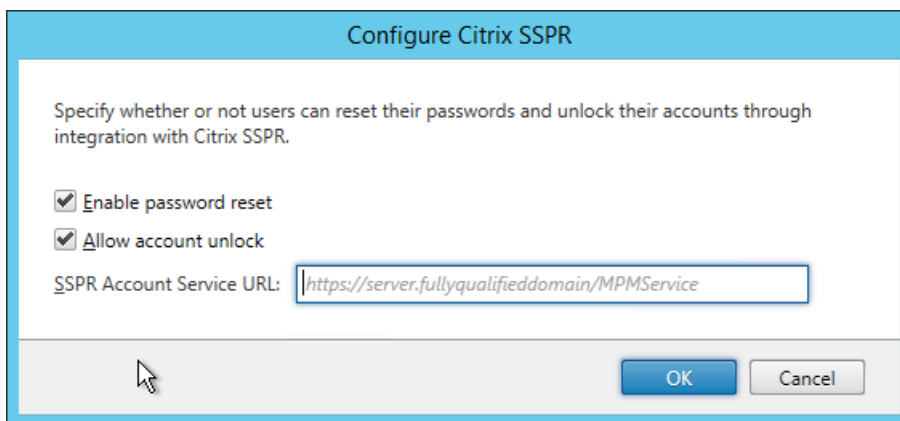 Configure Citrix SSPR
Specify whether or not users can reset their passwords and unlock their accounts through
integration with Citrix SSPR.
Enable password reset
Allow account unlock
SSPR Account Service URL: https://server.fullyqualifieddomain/MPMService
OK Cancel